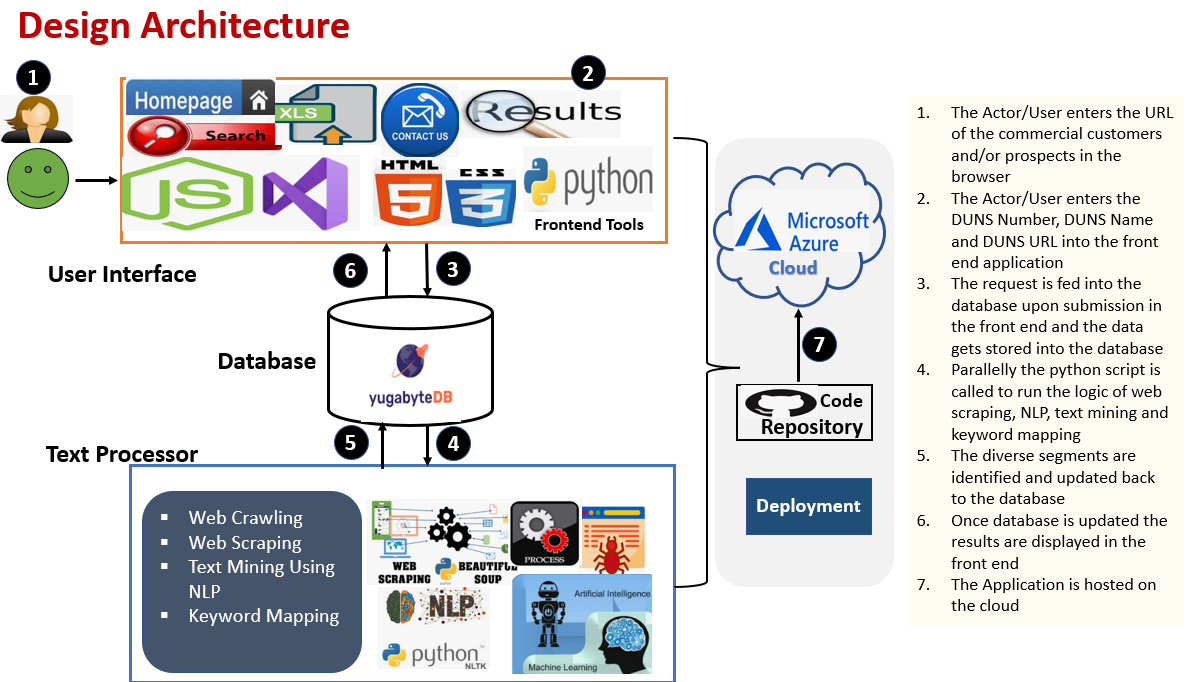 Design Architecture
1
2
Homepage
Search
XLS
CONTACT US
Results
JS
HTML
5
CSS
3
python
Frontend Tools
User Interface
6
3
Database
yugabyteDB
5
4
Text Processor
▪ Web Crawling
▪ Web Scraping
▪ Text Mining Using
NLP
▪ Keyword Mapping
WEB
SCRAPING
BEAUTIFUL
SOUP
PROCESS
NLP
python™
NLTK
Artificial Intelligence
Machine Learning
Microsoft
Azure
Cloud
7
Code
Repository
Deployment
1. The Actor/User enters the URL
of the commercial customers
and/or prospects in the
browser
2. The Actor/User enters the
DUNS Number, DUNS Name
and DUNS URL into the front
end application
3. The request is fed into the
database upon submission in
the front end and the data
gets stored into the database
4. Parallelly the python script is
called to run the logic of web
scraping, NLP, text mining and
keyword mapping
5. The diverse segments are
identified and updated back
to the database
6. Once database is updated the
results are displayed in the
front end
7. The Application is hosted on
the cloud